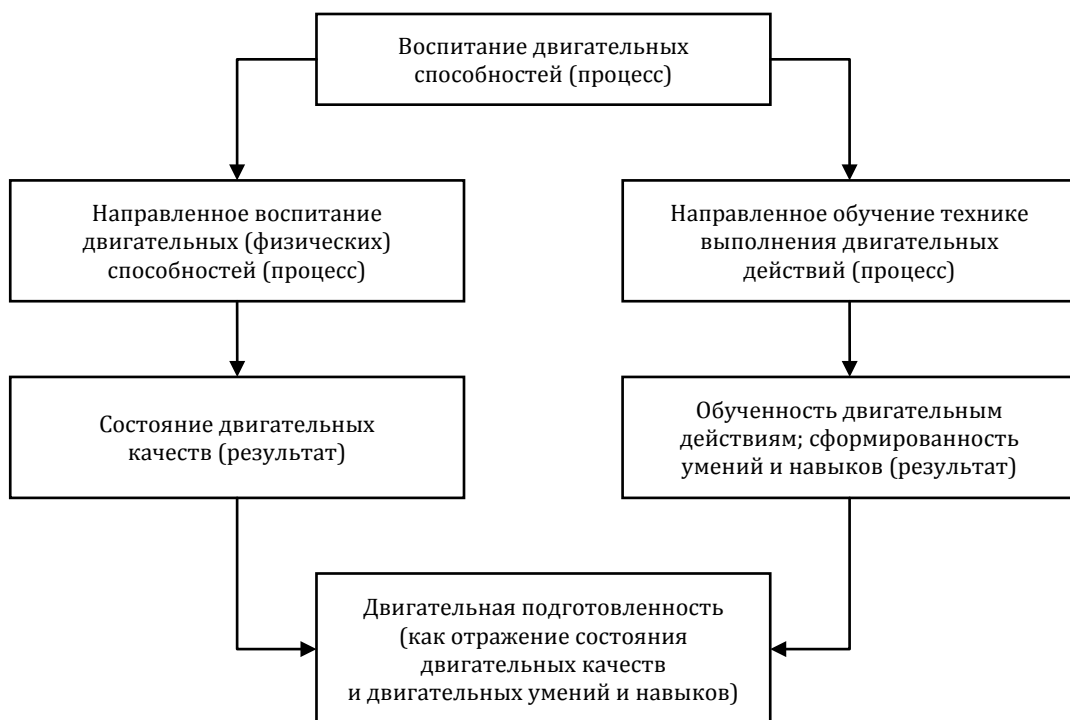 Воспитание двигательных
способностей (процесс)
Направленное воспитание
двигательных (физических)
способностей (процесс)
Направленное обучение технике
выполнения двигательных
действий (процесс)
Состояние двигательных
качеств (результат)
Обученность двигательным
действиям; сформированность
умений и навыков (результат)
Двигательная подготовленность
(как отражение состояния
двигательных качеств
и двигательных умений и навыков)